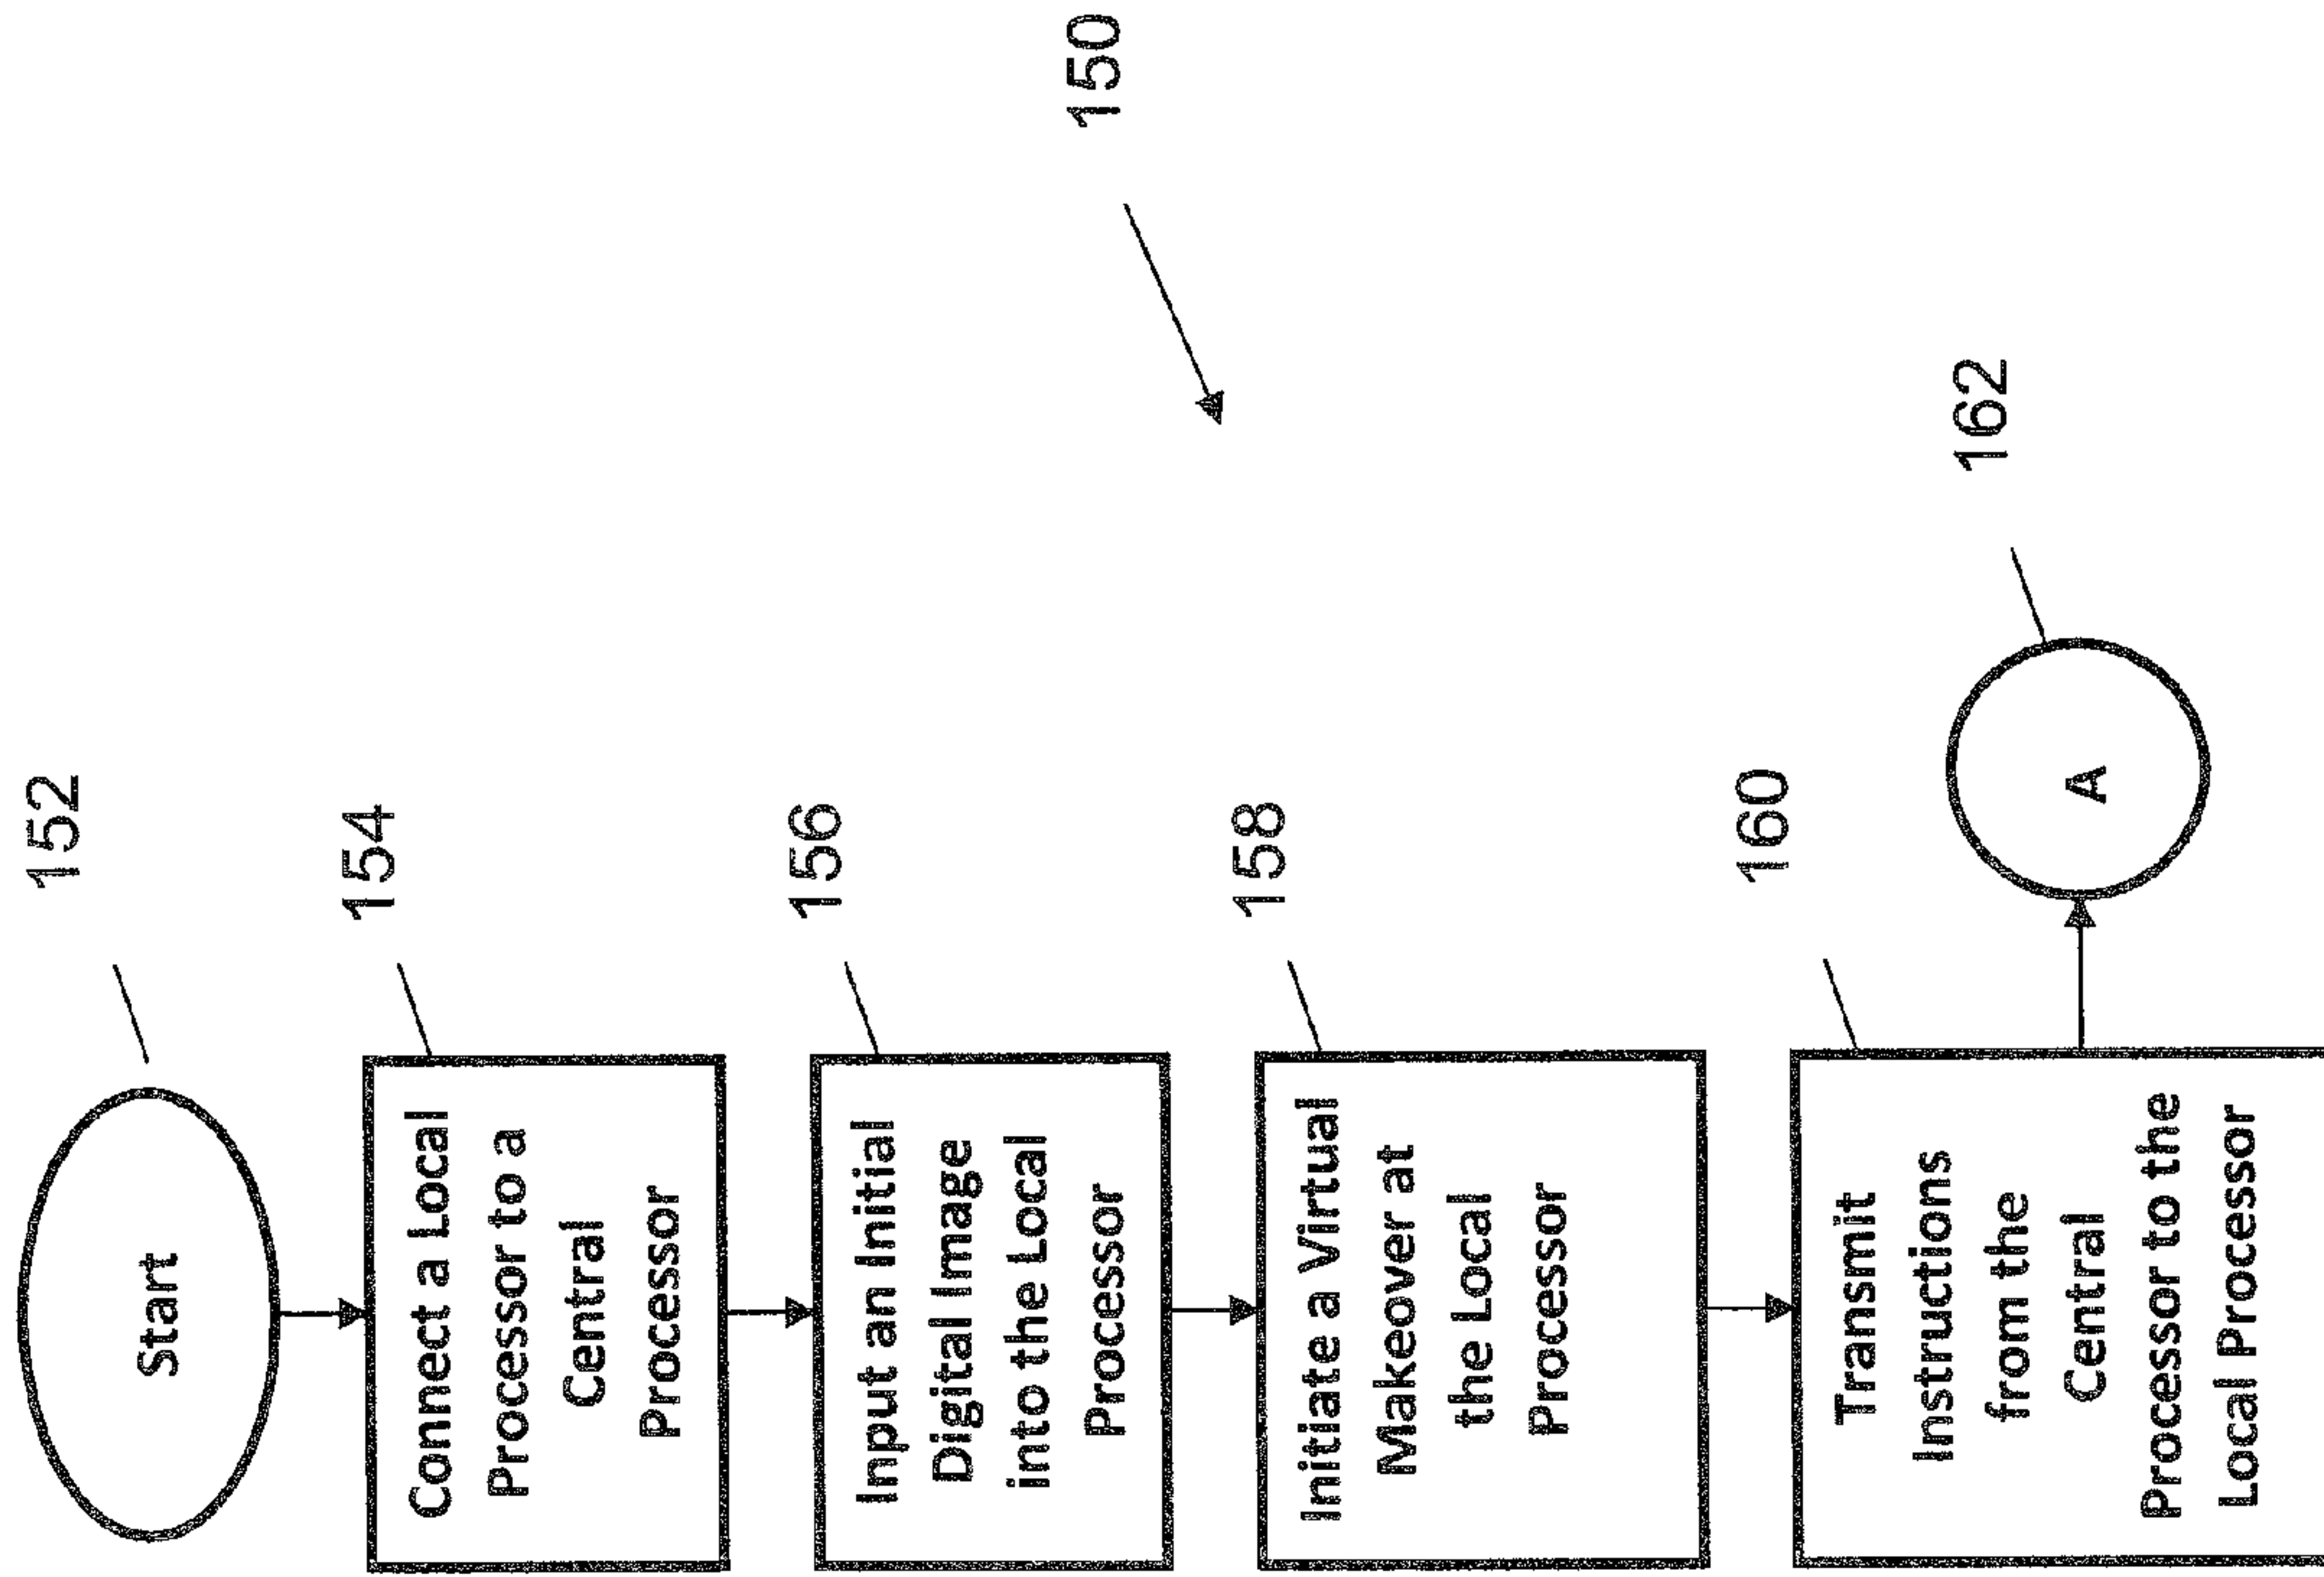 150
152
Start
154
Connect a Local
Processor to a
Central
Processor
156
Input an Initial
Digital Image
into the Local
Processor
158
Initiate a Virtual
Makeover at
the Local
Processor
160
Transmit
Instructions
from the
Central
Processor to the
Local Processor
162
A